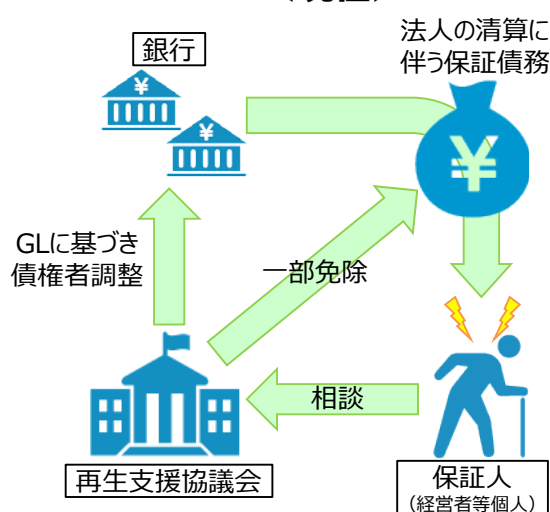 法人の清算に
伴う保証債務
銀行
¥
¥
¥
GLに基づき
債権者調整
一部免除
相談
再生支援協議会
保証人
（経営者等個人）